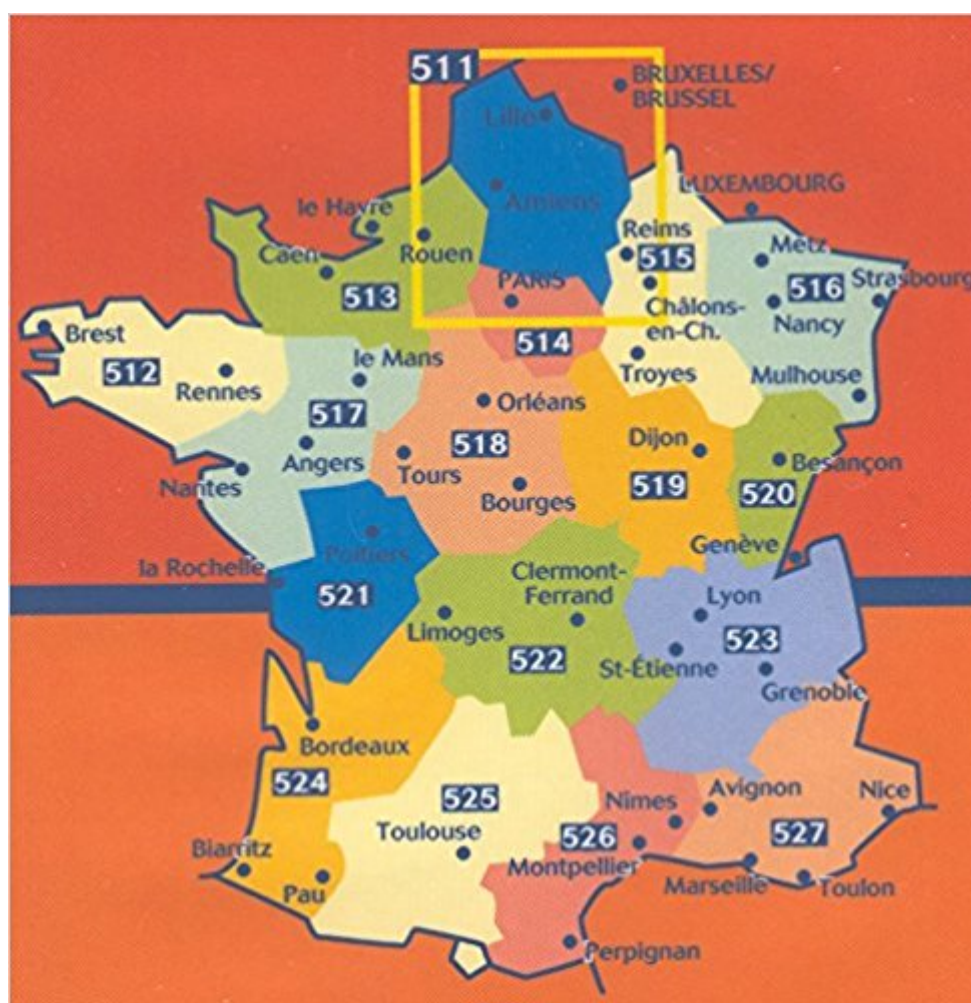 511
BRUXELLES/
BRUSSEL
Lille
LUXEMBOURG
Amiens
le Havre
Rouen
Reims
515
Metz
Caen
513
PARIS
516
Strasbourg
Châlons-
en-Ch.
Nancy
Brest
514
512
le Mans
Troyes
Mulhouse
Rennes
517
Orléans
518
Dijon
Angers
Tours
Besançon
Nantes
Bourges
519
520
Poitiers
Genève
la Rochelle
Clermont-
Ferrand
521
Lyon
Limoges
523
522
St-Étienne
Grenoble
Bordeaux
524
525
Avignon
Nice
Nîmes
Toulouse
526
527
Biarritz
Montpellier
Pau
Marseille
Toulon
Perpignan